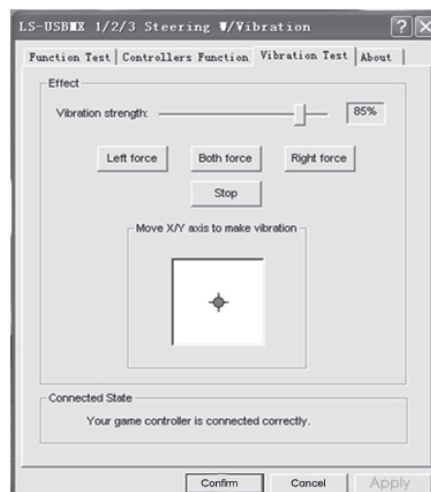 LS-USBMX 1/2/3 Steering W/Vibration
Function Test Controllers Function Vibration Test About
Effect
Vibration strength: 85%
Left force Both force Right force
Stop
Move X/Y axis to make vibration
Connected State
Your game controller is connected correctly.
Confirm Cancel Apply